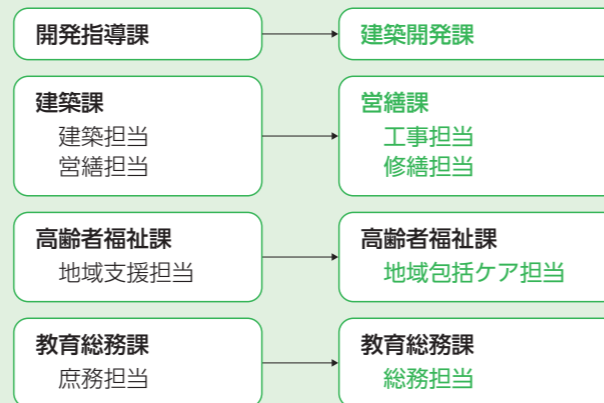 開発指導課
建築開発課
建築課
建築担当
営繕担当
営繕課
工事担当
修繕担当
高齢者福祉課
地域支援担当
高齢者福祉課
地域包括ケア担当
教育総務課
庶務担当
教育総務課
総務担当